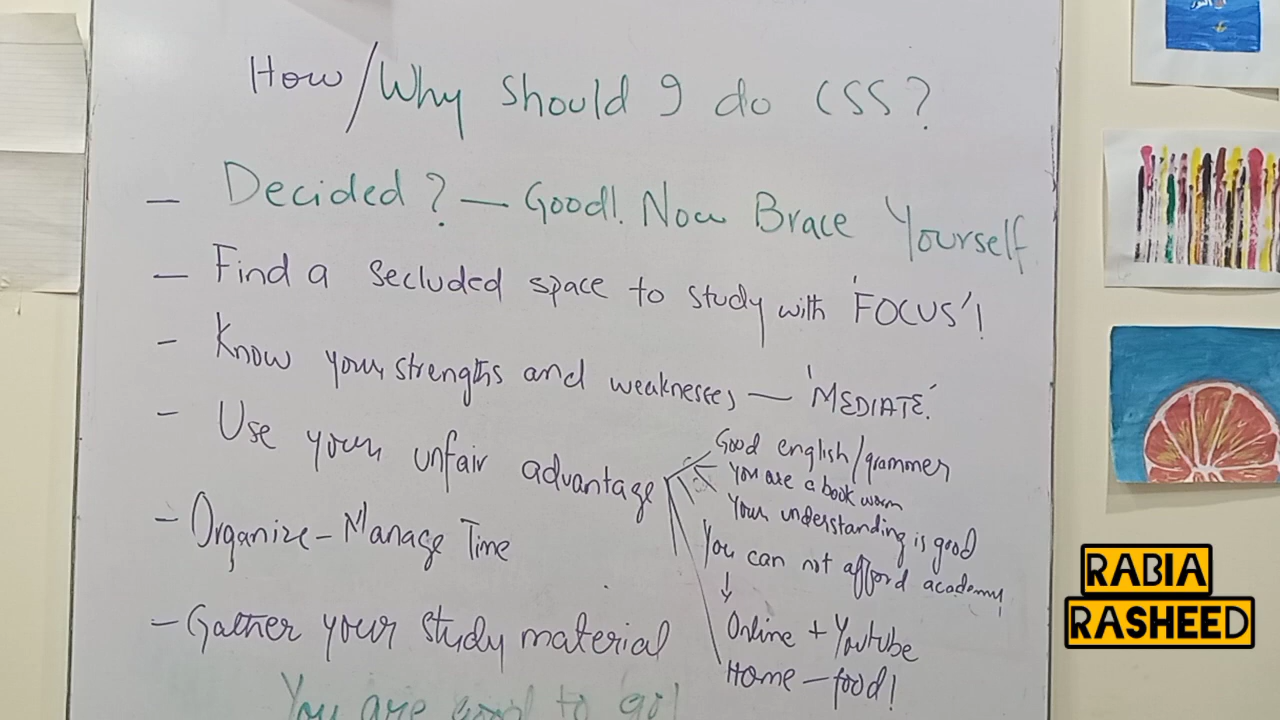 How/Why should I do CSS?
- Decided? - Good!. Now Brace Yourself
- Find a secluded space to study with 'FOCUS'!
- Know your strengths and weaknesses - 'MEDIATE'.
- Use your unfair advantage
Good english/grammer
You are a book worm
Your understanding is good
You can not afford academy
↓
Online + Youtube
Home - food!
- Organize - Manage Time
- Gather your study material
You are good to go!
RABIA
RASHEED